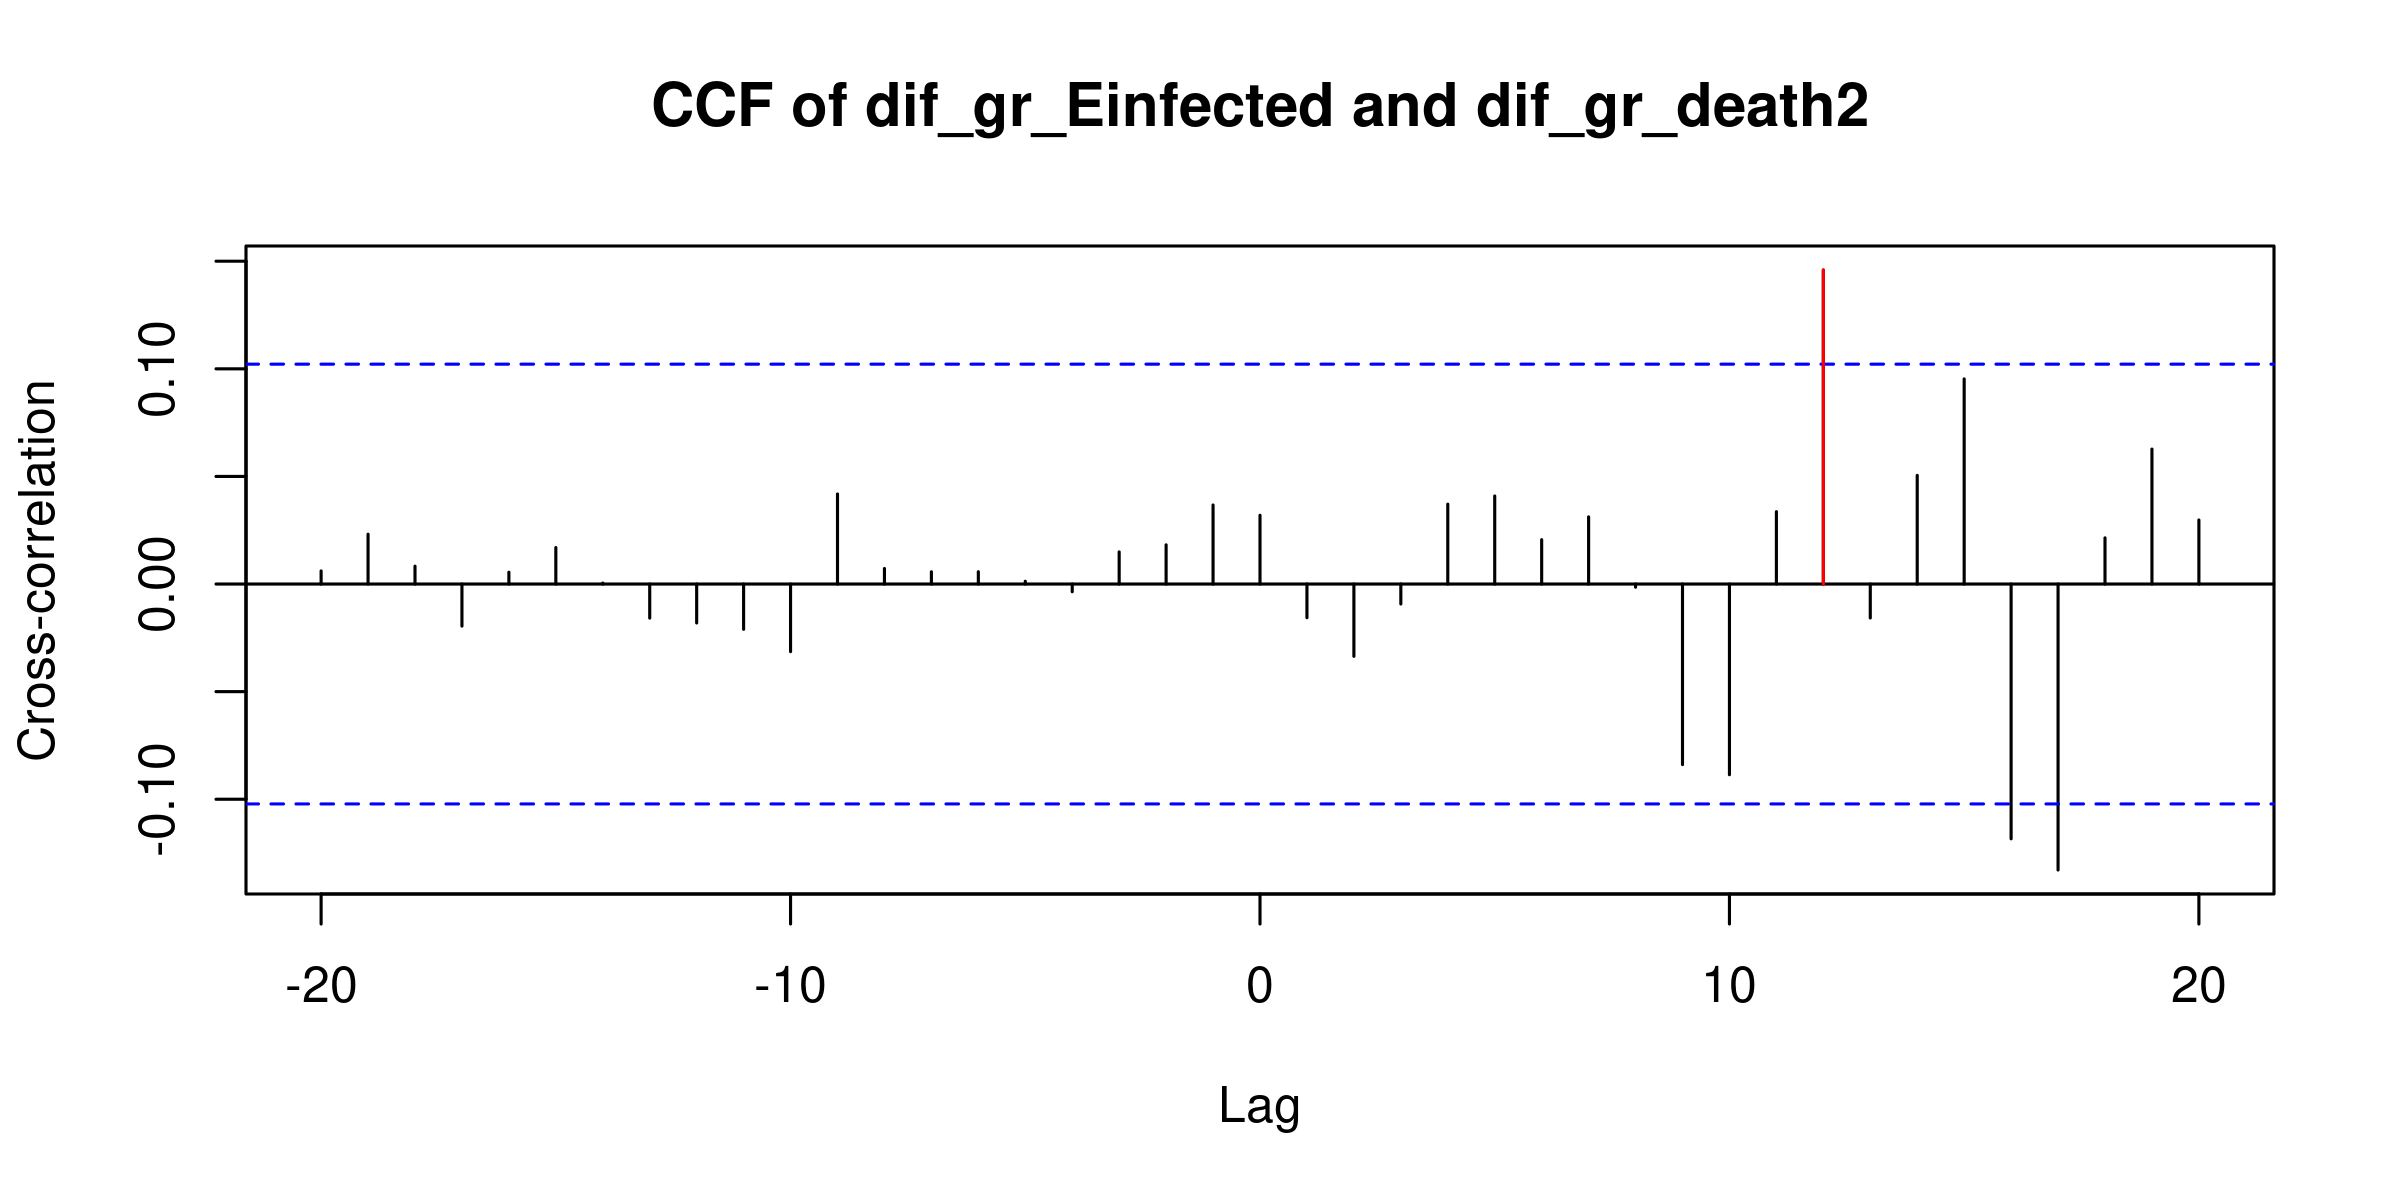 CCF of dif_gr_Einfected and dif_gr_death2
Cross-correlation
0.10
0.00
-0.10
-20 -10 0 10 20
Lag